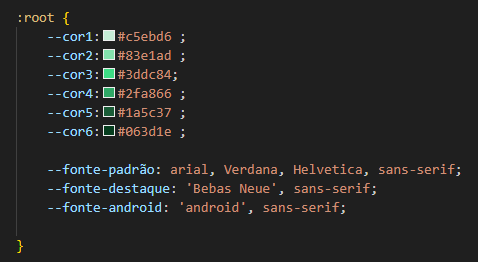 :root {
--cor1:#c5ebd6 ;
--cor2:#83e1ad ;
--cor3:#3ddc84;
--cor4:#2fa866 ;
--cor5:#1a5c37 ;
--cor6:#063d1e ;
--fonte-padrão: arial, Verdana, Helvetica, sans-serif;
--fonte-destaque: 'Bebas Neue', sans-serif;
--fonte-android: 'android', sans-serif;
}